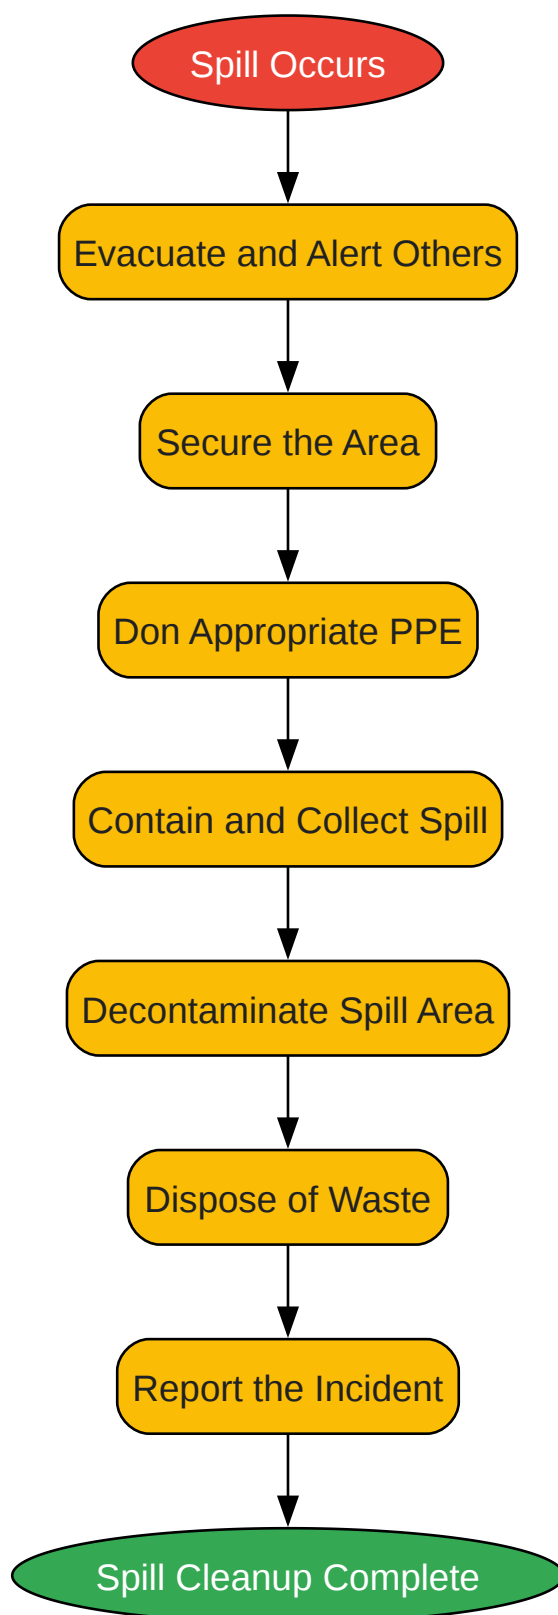 Spill Occurs
Evacuate and Alert Others
Secure the Area
Don Appropriate PPE
Contain and Collect Spill
Decontaminate Spill Area
Dispose of Waste
Report the Incident
Spill Cleanup Complete